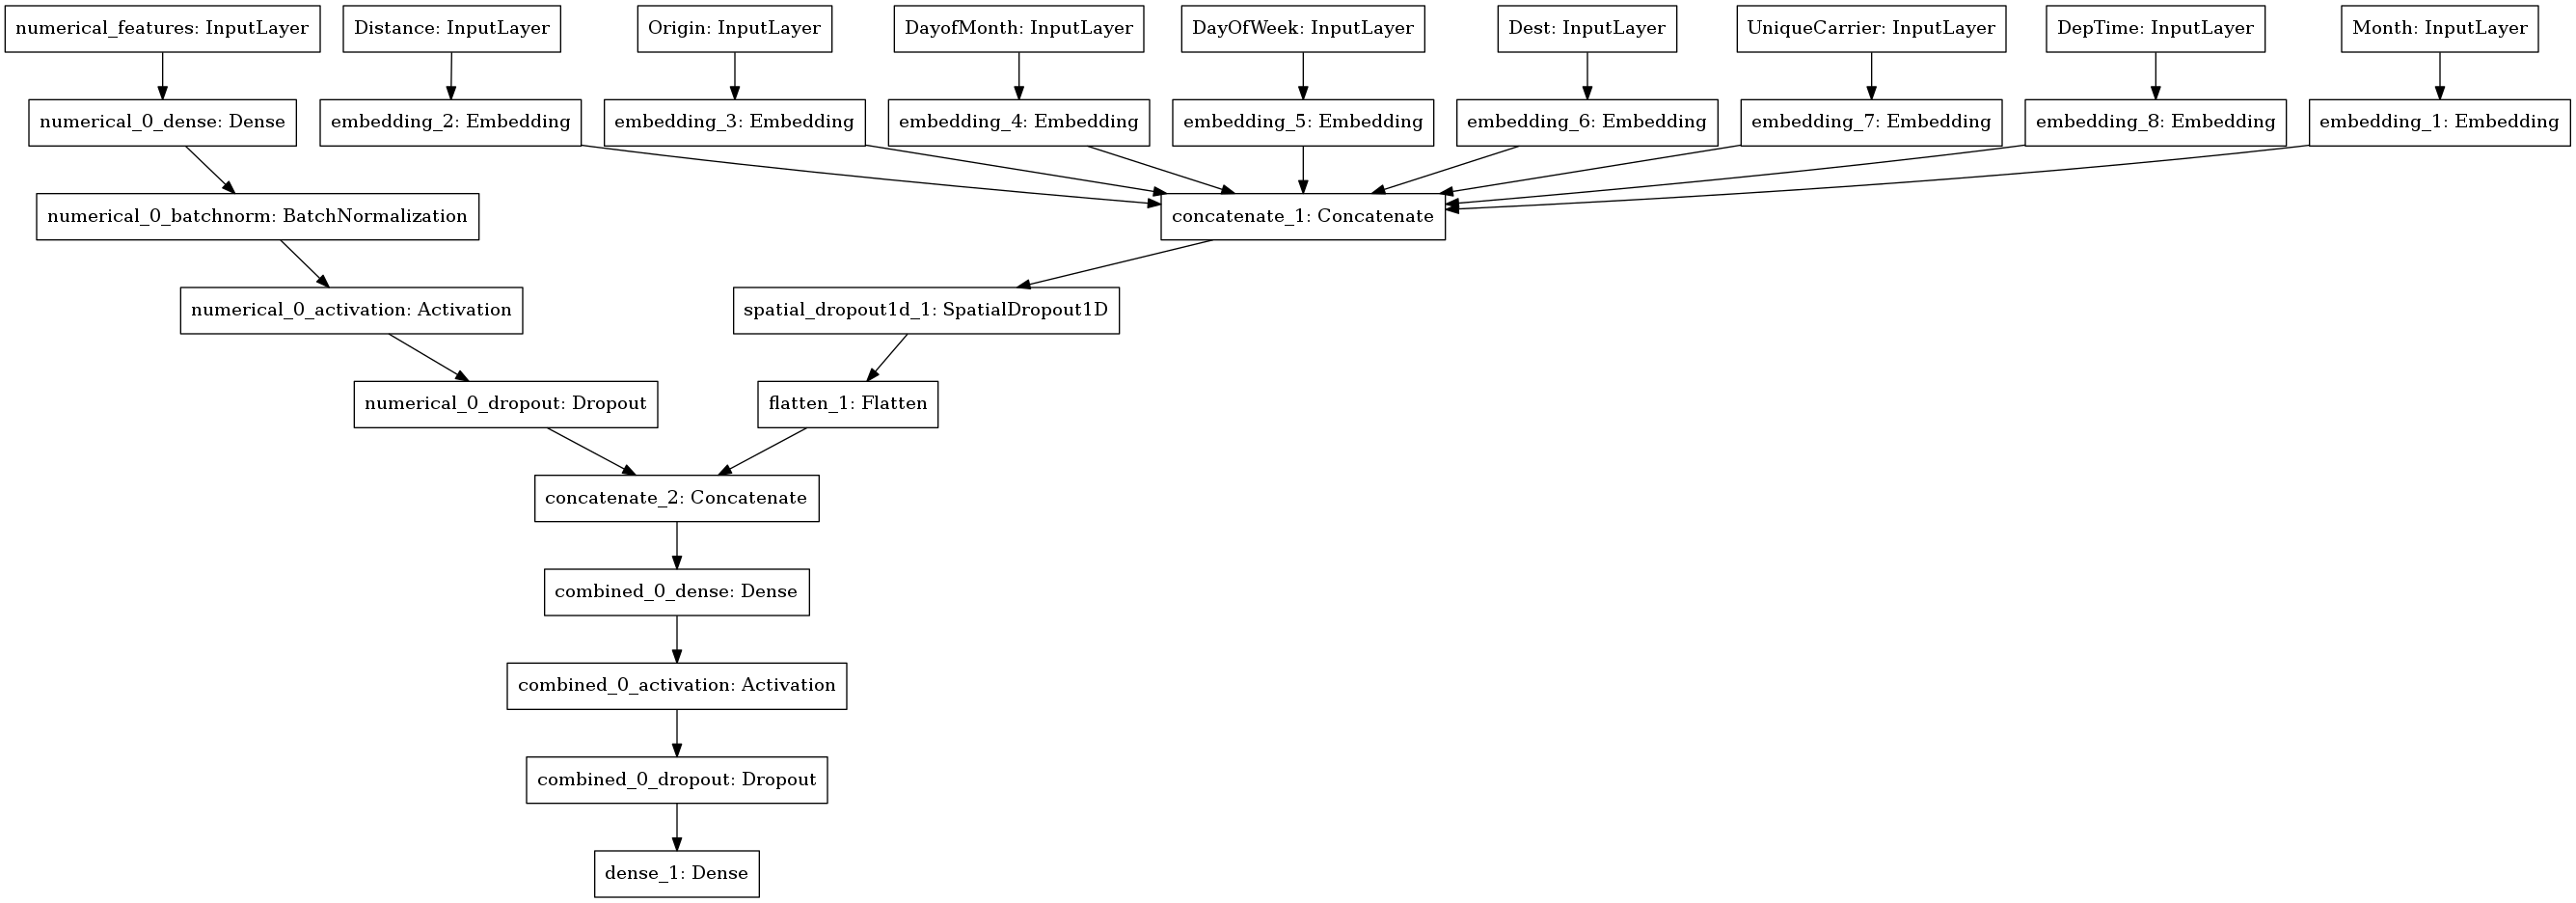 numerical_features: InputLayer
Distance: InputLayer
Origin: InputLayer
DayofMonth: InputLayer
DayOfWeek: InputLayer
Dest: InputLayer
UniqueCarrier: InputLayer
DepTime: InputLayer
Month: InputLayer
numerical_0_dense: Dense
embedding_2: Embedding
embedding_3: Embedding
embedding_4: Embedding
embedding_5: Embedding
embedding_6: Embedding
embedding_7: Embedding
embedding_8: Embedding
embedding_1: Embedding
numerical_0_batchnorm: BatchNormalization
concatenate_1: Concatenate
numerical_0_activation: Activation
spatial_dropout1d_1: SpatialDropout1D
numerical_0_dropout: Dropout
flatten_1: Flatten
concatenate_2: Concatenate
combined_0_dense: Dense
combined_0_activation: Activation
combined_0_dropout: Dropout
dense_1: Dense